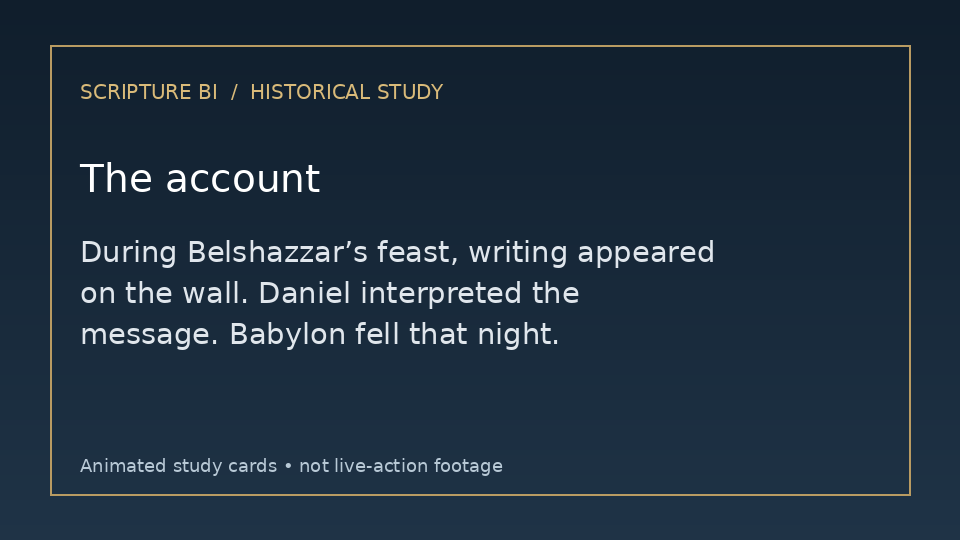 SCRIPTURE BI  /  HISTORICAL STUDY
The account
During Belshazzar’s feast, writing appeared
on the wall. Daniel interpreted the
message. Babylon fell that night.
Animated study cards • not live-action footage